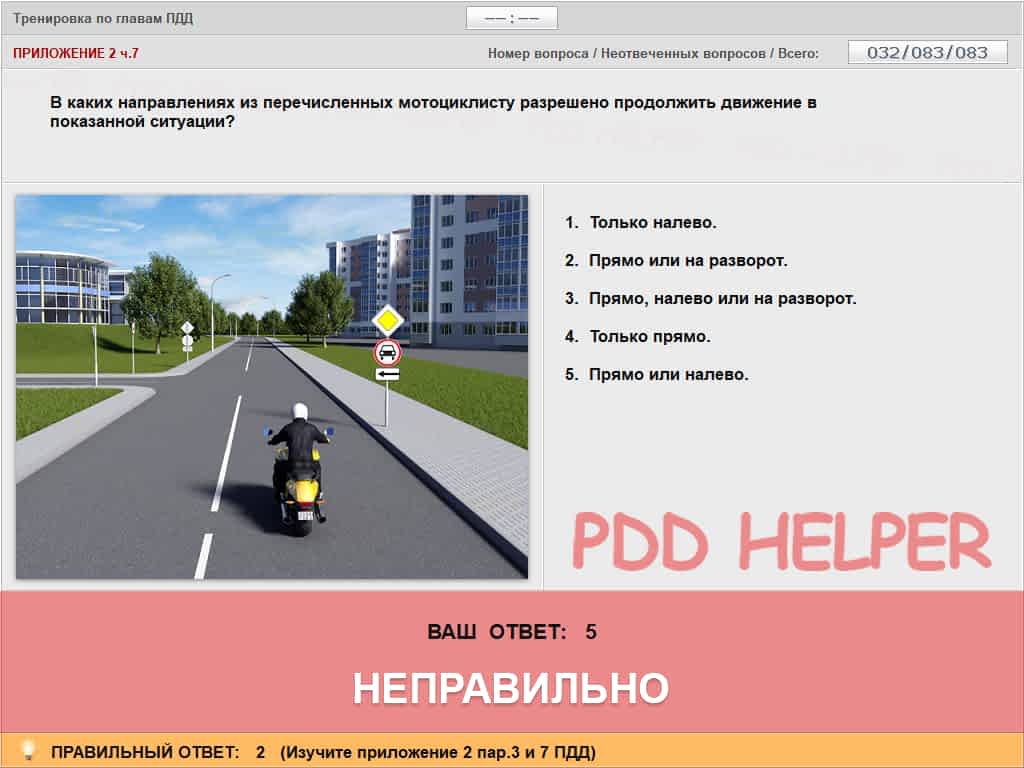 Тренировка по главам ПДД
–– : ––
ПРИЛОЖЕНИЕ 2 ч.7
Номер вопроса / Неотвеченных вопросов / Всего: 032/083/083
В каких направлениях из перечисленных мотоциклисту разрешено продолжить движение в
показанной ситуации?
1. Только налево.
2. Прямо или на разворот.
3. Прямо, налево или на разворот.
4. Только прямо.
5. Прямо или налево.
PDD HELPER
ВАШ ОТВЕТ: 5
НЕПРАВИЛЬНО
ПРАВИЛЬНЫЙ ОТВЕТ: 2 (Изучите приложение 2 пар.3 и 7 ПДД)